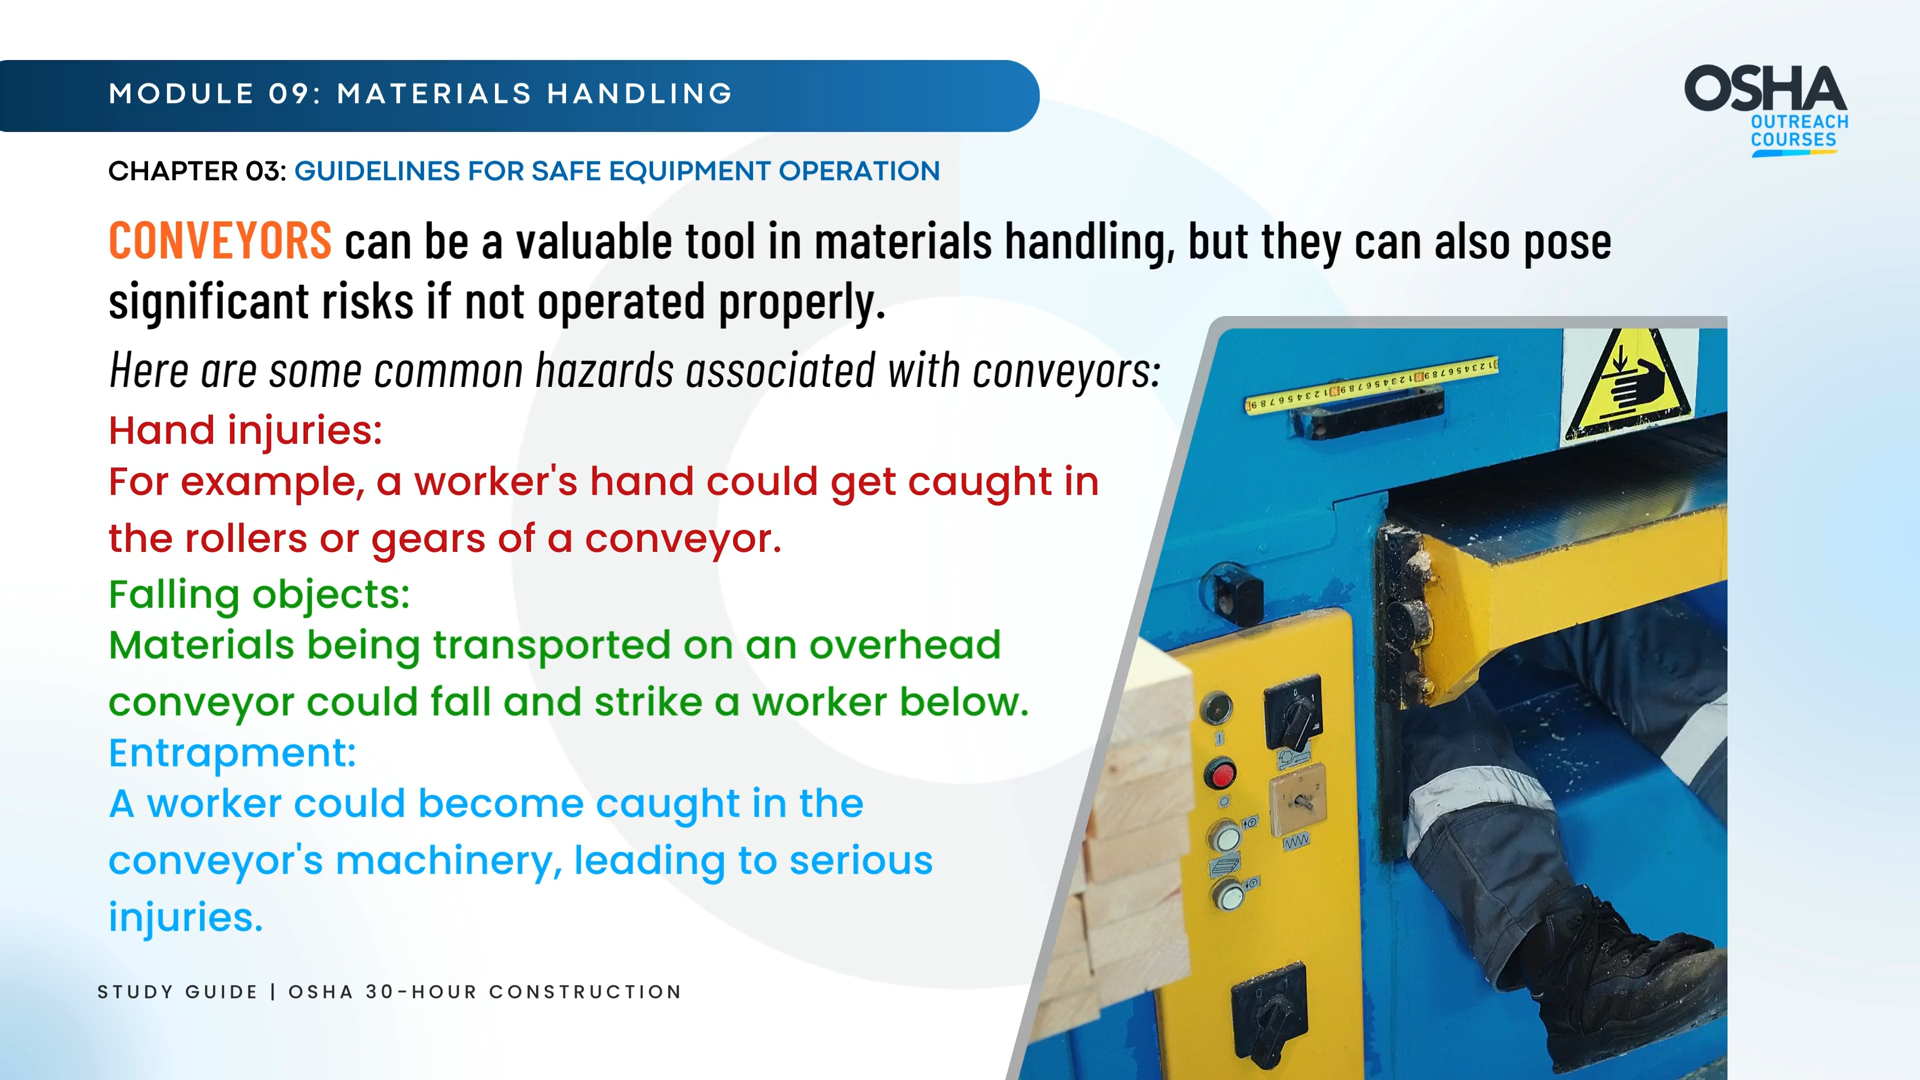 MODULE 09: MATERIALS HANDLING
OSHA
OUTREACH
COURSES
CHAPTER 03: GUIDELINES FOR SAFE EQUIPMENT OPERATION
CONVEYORS can be a valuable tool in materials handling, but they can also pose
significant risks if not operated properly.
Here are some common hazards associated with conveyors:
Hand injuries:
For example, a worker's hand could get caught in
the rollers or gears of a conveyor.
Falling objects:
Materials being transported on an overhead
conveyor could fall and strike a worker below.
Entrapment:
A worker could become caught in the
conveyor's machinery, leading to serious
injuries.
STUDY GUIDE | OSHA 30-HOUR CONSTRUCTION